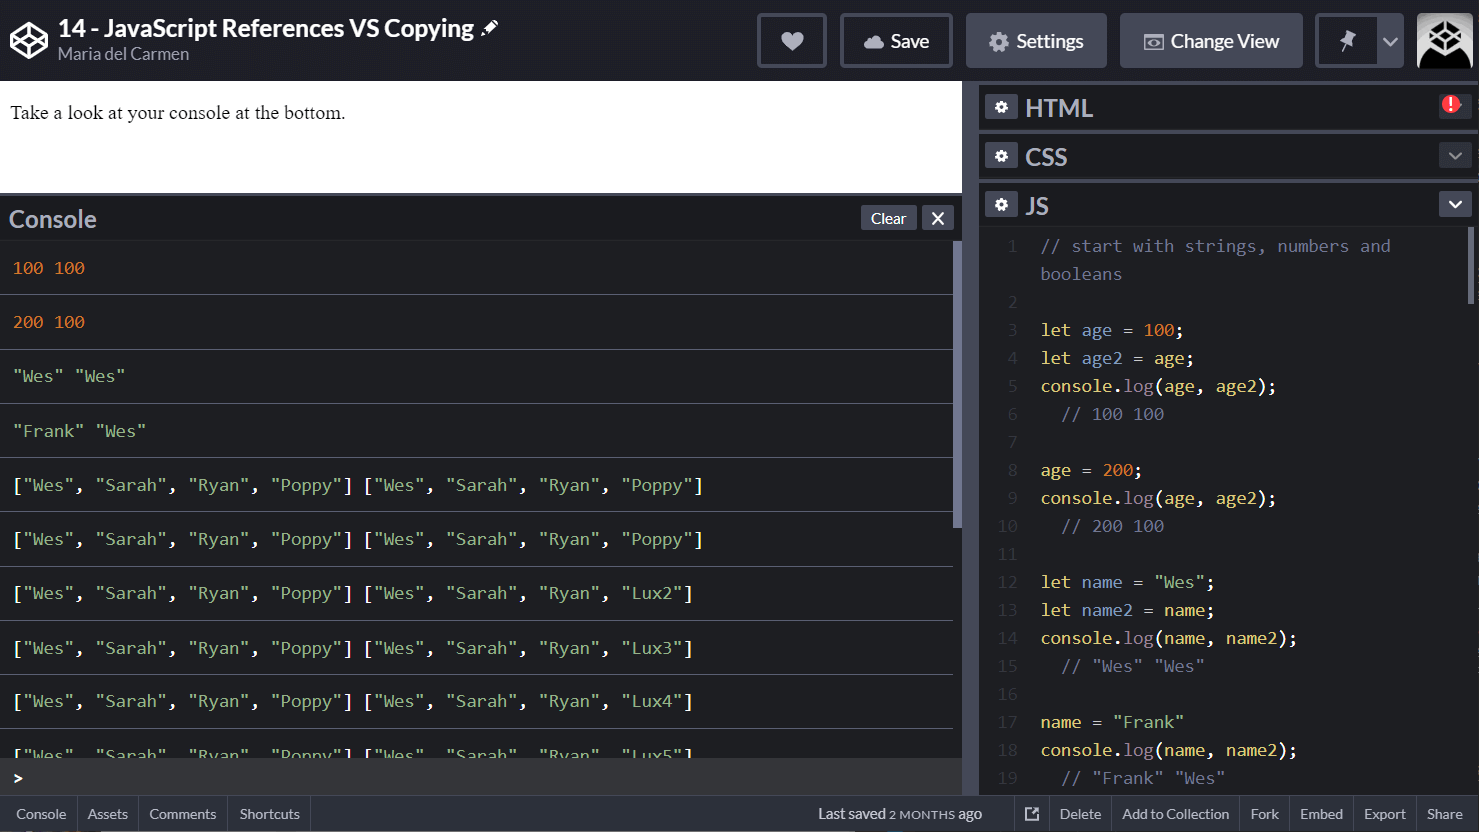 14 - JavaScript References VS Copying
Maria del Carmen
Save
Settings
Change View
Take a look at your console at the bottom.
Console
Clear
100 100
200 100
"Wes" "Wes"
"Frank" "Wes"
["Wes", "Sarah", "Ryan", "Poppy"] ["Wes", "Sarah", "Ryan", "Poppy"]
["Wes", "Sarah", "Ryan", "Poppy"] ["Wes", "Sarah", "Ryan", "Poppy"]
["Wes", "Sarah", "Ryan", "Poppy"] ["Wes", "Sarah", "Ryan", "Lux2"]
["Wes", "Sarah", "Ryan", "Poppy"] ["Wes", "Sarah", "Ryan", "Lux3"]
["Wes", "Sarah", "Ryan", "Poppy"] ["Wes", "Sarah", "Ryan", "Lux4"]
["Wes", "Sarah", "Ryan", "Poppy"] ["Wes", "Sarah", "Ryan", "Lux5"]
>
HTML
CSS
JS
1 // start with strings, numbers and
booleans
2
3 let age = 100;
4 let age2 = age;
5 console.log(age, age2);
6 // 100 100
7
8 age = 200;
9 console.log(age, age2);
10 // 200 100
11
12 let name = "Wes";
13 let name2 = name;
14 console.log(name, name2);
15 // "Wes" "Wes"
16
17 name = "Frank"
18 console.log(name, name2);
19 // "Frank" "Wes"
Console
Assets
Comments
Shortcuts
Last saved 2 MONTHS ago
Delete
Add to Collection
Fork
Embed
Export
Share